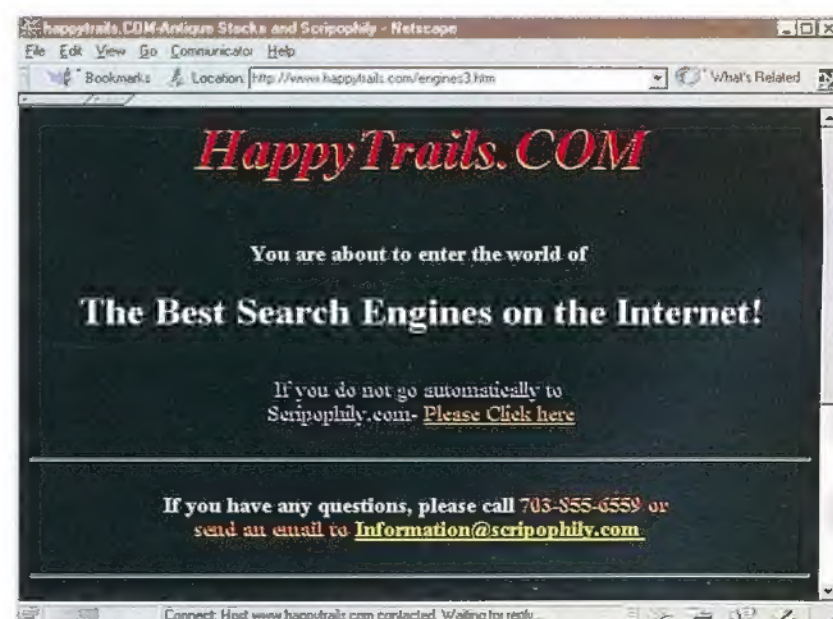 happytrails.COM-Antique Stocks and Scripophily - Netscape
File Edit View Go Communicator Help
Bookmarks Location http://www.happytrails.com/engines3.htm What's Related
HappyTrails.COM
You are about to enter the world of
The Best Search Engines on the Internet!
If you do not go automatically to
Scripophily.com- Please Click here
If you have any questions, please call 703-855-6559 or
send an email to Information@scripophily.com
Connect: Host www.happytrails.com contacted. Waiting for reply...